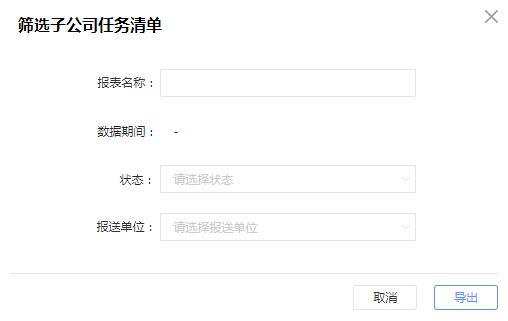 筛选子公司任务清单
报表名称：
数据期间： -
状态： 请选择状态
报送单位： 请选择报送单位
取消 导出